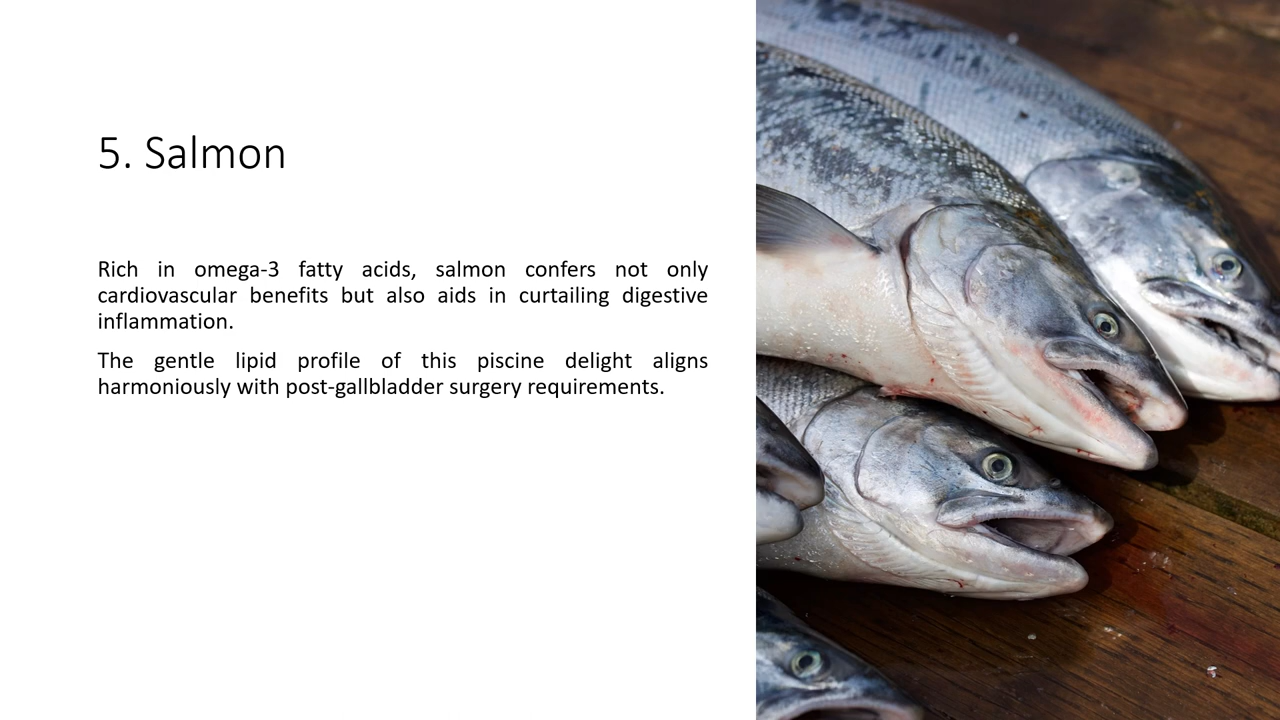 5. Salmon
Rich in omega-3 fatty acids, salmon confers not only
cardiovascular benefits but also aids in curtailing digestive
inflammation.
The gentle lipid profile of this piscine delight aligns
harmoniously with post-gallbladder surgery requirements.